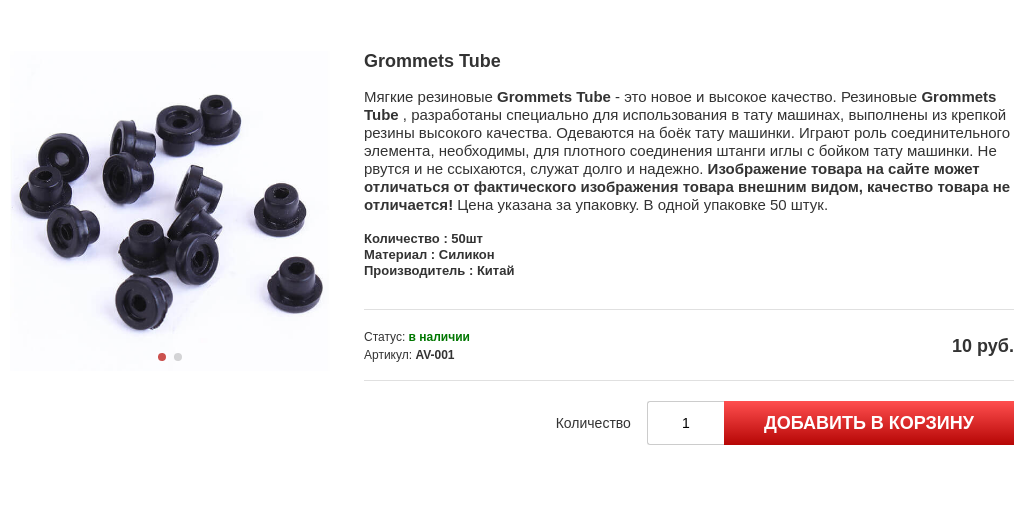 Grommets Tube
Мягкие резиновые Grommets Tube - это новое и высокое качество. Резиновые Grommets
Tube , разработаны специально для использования в тату машинах, выполнены из крепкой
резины высокого качества. Одеваются на боёк тату машинки. Играют роль соединительного
элемента, необходимы, для плотного соединения штанги иглы с бойком тату машинки. Не
рвутся и не ссыхаются, служат долго и надежно. Изображение товара на сайте может
отличаться от фактического изображения товара внешним видом, качество товара не
отличается! Цена указана за упаковку. В одной упаковке 50 штук.
Количество : 50шт
Материал : Силикон
Производитель : Китай
Статус: в наличии
Артикул: AV-001
10 руб.
Количество
1
ДОБАВИТЬ В КОРЗИНУ